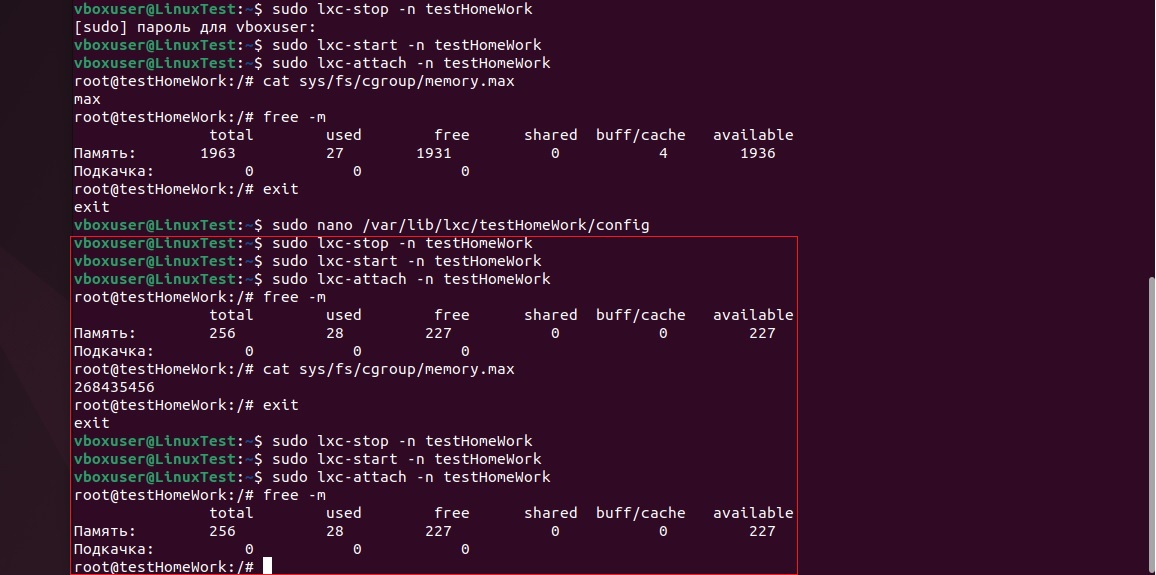 vboxuser@LinuxTest:~$ sudo lxc-stop -n testHomeWork
[sudo] пароль для vboxuser:
vboxuser@LinuxTest:~$ sudo lxc-start -n testHomeWork
vboxuser@LinuxTest:~$ sudo lxc-attach -n testHomeWork
root@testHomeWork:/# cat sys/fs/cgroup/memory.max
max
root@testHomeWork:/# free -m
total used free shared buff/cache available
Память: 1963 27 1931 0 4 1936
Подкачка: 0 0 0
root@testHomeWork:/# exit
exit
vboxuser@LinuxTest:~$ sudo nano /var/lib/lxc/testHomeWork/config
vboxuser@LinuxTest:~$ sudo lxc-stop -n testHomeWork
vboxuser@LinuxTest:~$ sudo lxc-start -n testHomeWork
vboxuser@LinuxTest:~$ sudo lxc-attach -n testHomeWork
root@testHomeWork:/# free -m
total used free shared buff/cache available
Память: 256 28 227 0 0 227
Подкачка: 0 0 0
root@testHomeWork:/# cat sys/fs/cgroup/memory.max
268435456
root@testHomeWork:/# exit
exit
vboxuser@LinuxTest:~$ sudo lxc-stop -n testHomeWork
vboxuser@LinuxTest:~$ sudo lxc-start -n testHomeWork
vboxuser@LinuxTest:~$ sudo lxc-attach -n testHomeWork
root@testHomeWork:/# free -m
total used free shared buff/cache available
Память: 256 28 227 0 0 227
Подкачка: 0 0 0
root@testHomeWork:/#